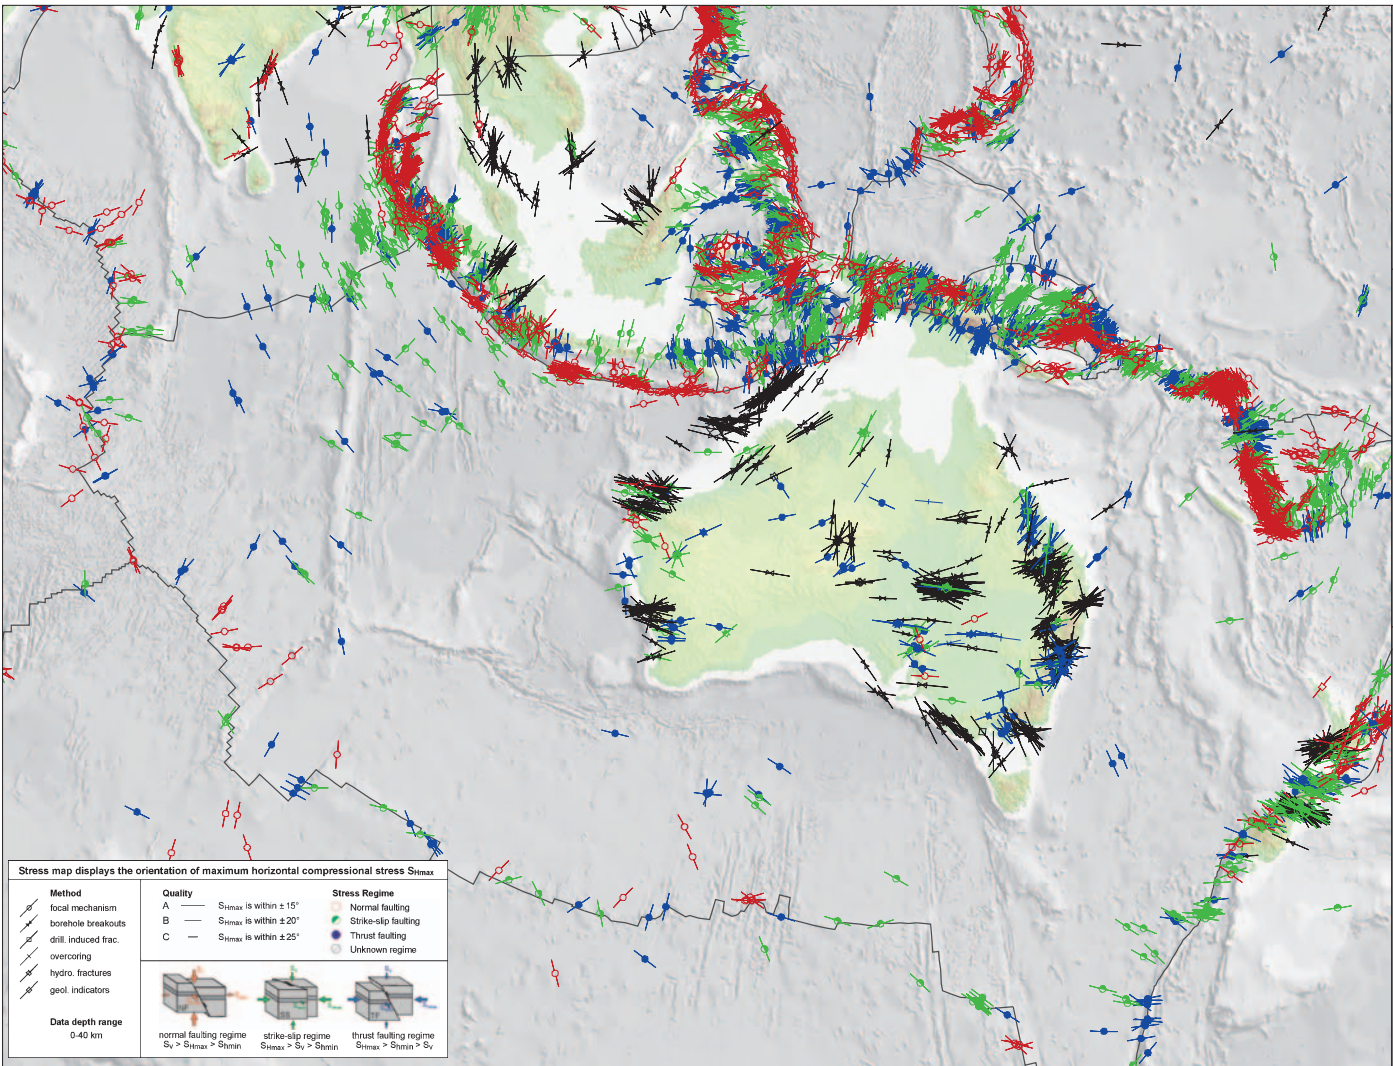 Stress map displays the orientation of maximum horizontal compressional stress SHmax
Method
focal mechanism
borehole breakouts
drill. induced frac.
overcoring
hydro. fractures
geol. indicators
Data depth range
0-40 km
Quality
A SHmax is within ± 15°
B SHmax is within ± 20°
C SHmax is within ± 25°
Stress Regime
Normal faulting
Strike-slip faulting
Thrust faulting
Unknown regime
NF
SS
TF
normal faulting regime
SV > SHmax > Shmin
strike-slip regime
SHmax > SV > Shmin
thrust faulting regime
SHmax > Shmin > SV